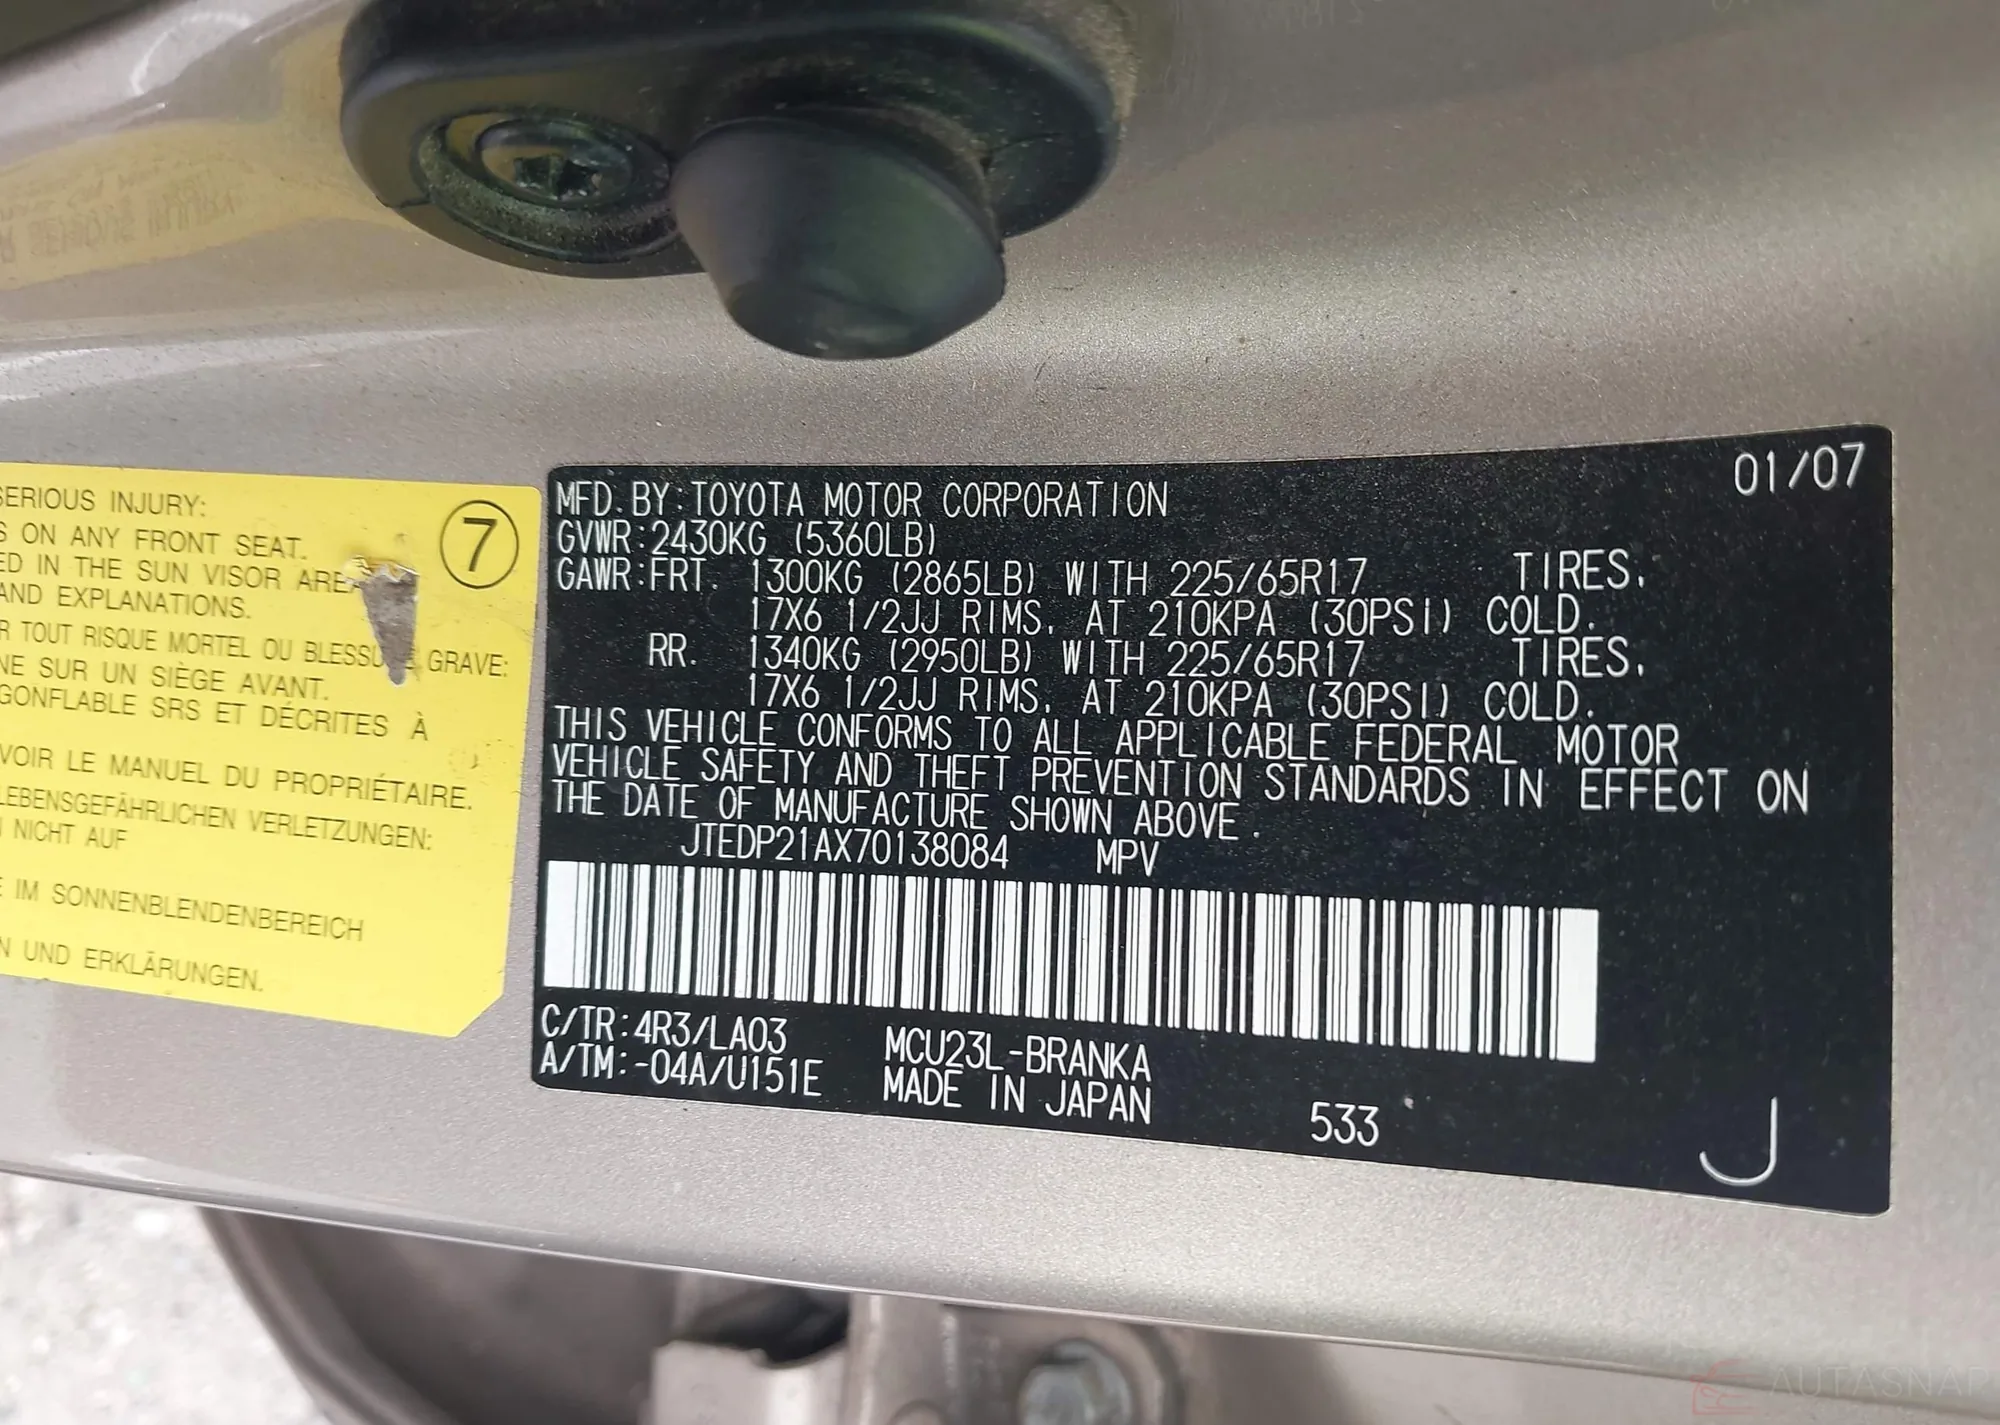 SERIOUS INJURY:
S ON ANY FRONT SEAT.
ED IN THE SUN VISOR AREA
AND EXPLANATIONS.
R TOUT RISQUE MORTEL OU BLESSURE GRAVE:
NE SUR UN SIÈGE AVANT.
GONFLABLE SRS ET DÉCRITES À
VOIR LE MANUEL DU PROPRIÉTAIRE.
LEBENSGEFÄHRLICHEN VERLETZUNGEN:
NICHT AUF
E IM SONNENBLENDENBEREICH
N UND ERKLÄRUNGEN.
7
01/07
MFD. BY:TOYOTA MOTOR CORPORATION
GVWR:2430KG (5360LB)
GAWR:FRT. 1300KG (2865LB) WITH 225/65R17 TIRES.
17X6 1/2JJ RIMS. AT 210KPA (30PSI) COLD.
RR. 1340KG (2950LB) WITH 225/65R17 TIRES.
17X6 1/2JJ RIMS. AT 210KPA (30PSI) COLD.
THIS VEHICLE CONFORMS TO ALL APPLICABLE FEDERAL MOTOR
VEHICLE SAFETY AND THEFT PREVENTION STANDARDS IN EFFECT ON
THE DATE OF MANUFACTURE SHOWN ABOVE.
JTEDP21AX70138084 MPV
C/TR:4R3/LA03 MCU23L-BRANKA
A/TM:-04A/U151E MADE IN JAPAN
533
J
AUTASNAP